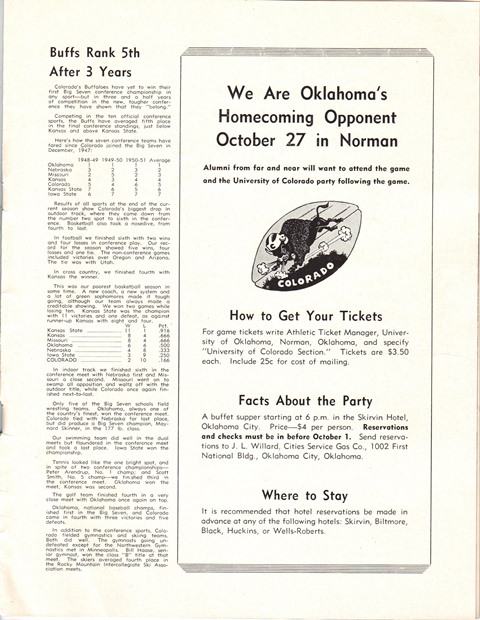 Buffs Rank 5th
After 3 Years
Colorado's Buffaloes have yet to win their
first Big Seven conference championship in
any sport—but in three and a half years
of competition in the new, tougher confer-
ence they have shown that they "belong."
Competing in the ten official conference
sports, the Buffs have averaged fifth place
in the final conference standings, just below
Kansas and above Kansas State.
Here's how the seven conference teams have
fared since Colorado joined the Big Seven in
December, 1947:
1948-49 1949-50 1950-51 Average
Oklahoma 1 1 1 1
Nebraska 3 2 3 2
Missouri 2 5 2 3
Kansas 4 3 4 4
Colorado 5 4 6 5
Kansas State 7 6 5 6
Iowa State 6 7 7 7
Results of all sports at the end of the cur-
rent season show Colorado's biggest drop in
outdoor track, where they came down from
the number two spot to sixth in the confer-
ence. Basketball also took a nosedive, from
fourth to last.
In football we finished sixth with two wins
and four losses in conference play. Our rec-
ord for the season showed five wins, four
losses and one tie. The non-conference games
included victories over Oregon and Arizona.
The tie was with Utah.
In cross country, we finished fourth with
Kansas the winner.
This was our poorest basketball season in
some time. A new coach, a new system and
a lot of green sophomores made it tough
going, although our team always made a
creditable showing. We won two games while
losing ten. Kansas State was the champion
with 11 victories and one defeat, as against
runner-up Kansas with eight and four.
W L Pct.
Kansas State 11 1 .916
Kansas 8 4 .666
Missouri 8 4 .666
Oklahoma 6 6 .500
Nebraska 4 8 .333
Iowa State 3 9 .250
COLORADO 2 10 .166
In indoor track we finished sixth in the
conference meet with Nebraska first and Mis-
souri a close second. Missouri went on to
swamp all opposition and waltz off with the
outdoor title, while Colorado once again fin-
ished next-to-last.
Only five of the Big Seven schools field
wrestling teams. Oklahoma, always one of
the country's finest, won the conference meet.
Colorado tied with Nebraska for last place,
but did produce a Big Seven champion, May-
nard Skinner, in the 177 lb. class.
Our swimming team did well in the dual
meets but floundered in the conference meet
and took a last place. Iowa State won the
championship.
Tennis looked like the one bright spot, and
in spite of two conference championships—
Peter Arendrup, No. 1 champ; and Scott
Smith, No. 5 champ—we finished third in
the conference meet. Oklahoma won the
meet, Kansas was second.
The golf team finished fourth in a very
close meet with Oklahoma once again on top.
Oklahoma, national baseball champs, fin-
ished first in the Big Seven, and Colorado
came in fourth with three victories and five
defeats.
In addition to the conference sports, Colo-
rado fielded gymnastics and skiing teams.
Both did well. The gymnasts going un-
defeated except for the Northwestern Gym-
nastics meet in Minneapolis. Bill Haase, sen-
ior gymnast, won the class "B" title at that
meet. The skiers averaged fourth place in
the Rocky Mountain Intercollegiate Ski Asso-
ciation meets.
We Are Oklahoma's
Homecoming Opponent
October 27 in Norman
Alumni from far and near will want to attend the game
and the University of Colorado party following the game.
COLORADO
How to Get Your Tickets
For game tickets write Athletic Ticket Manager, Univer-
sity of Oklahoma, Norman, Oklahoma, and specify
"University of Colorado Section." Tickets are $3.50
each. Include 25c for cost of mailing.
Facts About the Party
A buffet supper starting at 6 p.m. in the Skirvin Hotel,
Oklahoma City. Price—$4 per person. Reservations
and checks must be in before October 1. Send reserva-
tions to J. L. Willard, Cities Service Gas Co., 1002 First
National Bldg., Oklahoma City, Oklahoma.
Where to Stay
It is recommended that hotel reservations be made in
advance at any of the following hotels: Skirvin, Biltmore,
Black, Huckins, or Wells-Roberts.